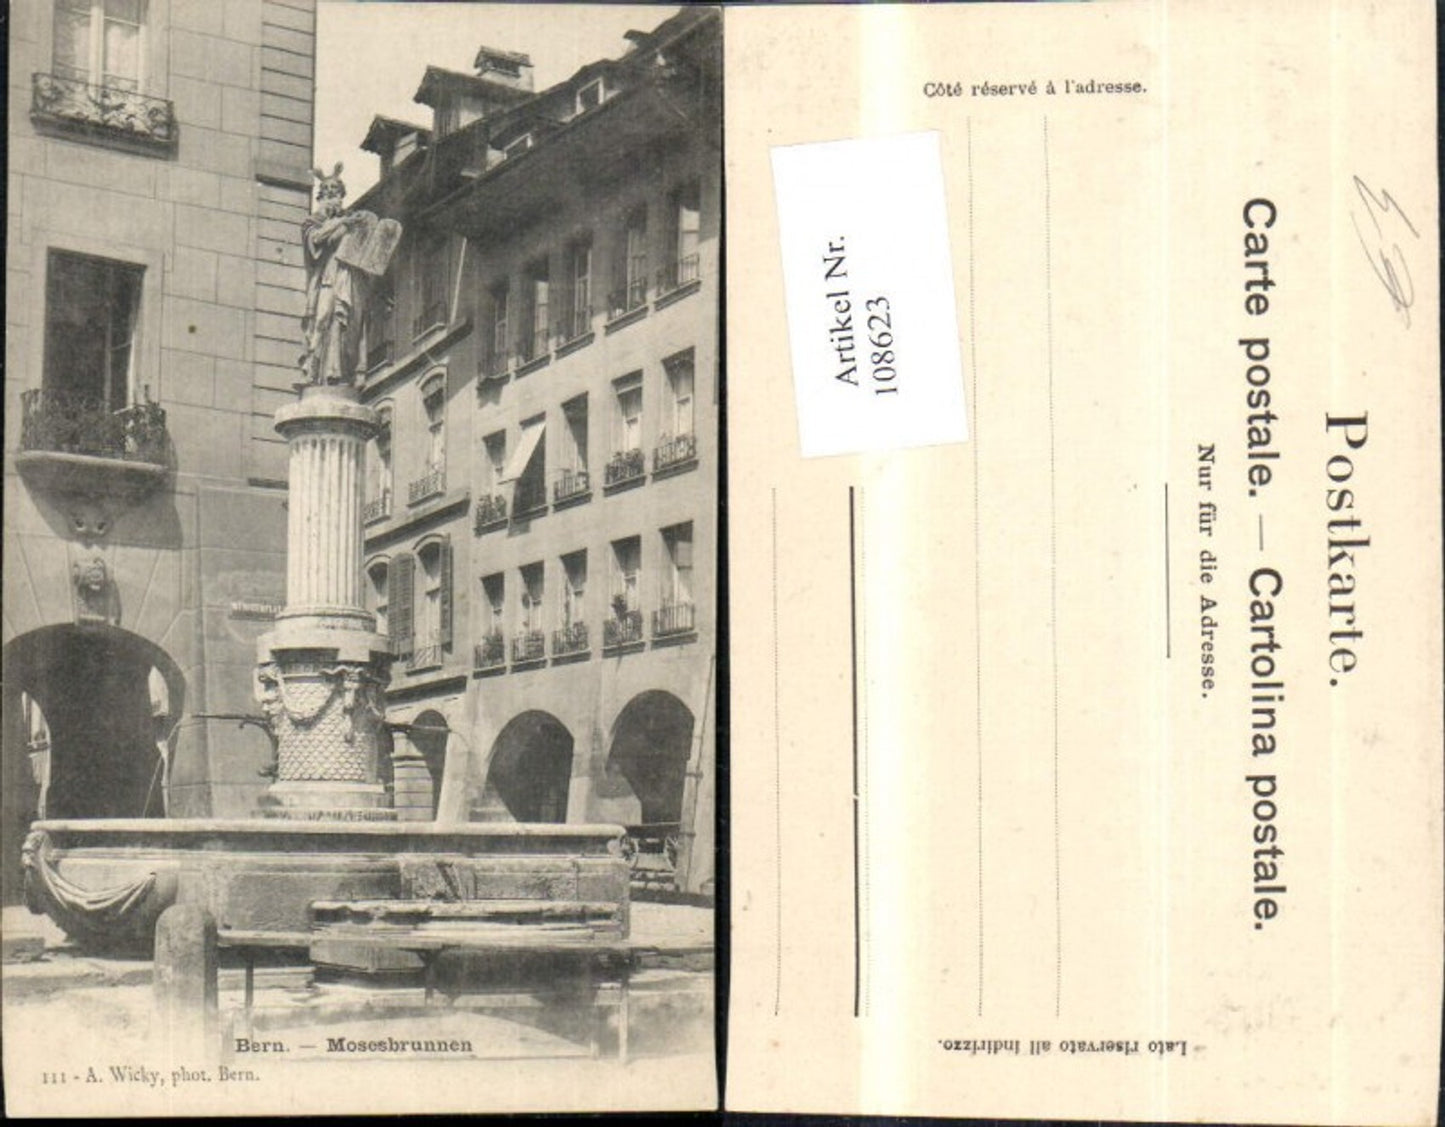 MÜNSTERPLATZ
Bern. — Mosesbrunnen
111 - A. Wicky, phot. Bern.
Côté réservé à l'adresse.
Artikel Nr.
108623
Postkarte.
Carte postale. — Cartolina postale.
Nur für die Adresse.
Lato riservato all indirizzo.